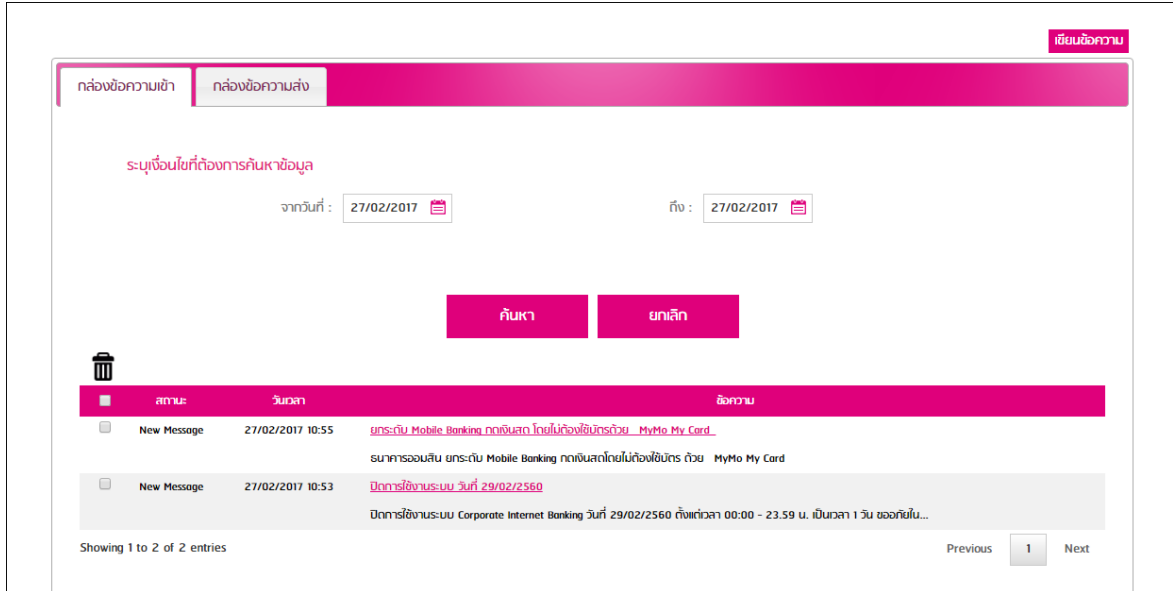 เขียนข้อความ
กล่องข้อความเข้า กล่องข้อความส่ง
ระบุเงื่อนไขที่ต้องการค้นหาข้อมูล
จากวันที่ : 27/02/2017 ถึง : 27/02/2017
ค้นหา ยกเลิก
สถานะ วันเวลา ข้อความ
New Message 27/02/2017 10:55 ยกระดับ Mobile Banking กดเงินสด โดยไม่ต้องใช้บัตรด้วย MyMo My Card
ธนาคารออมสิน ยกระดับ Mobile Banking กดเงินสดโดยไม่ต้องใช้บัตร ด้วย MyMo My Card
New Message 27/02/2017 10:53 ปิดการใช้งานระบบ วันที่ 29/02/2560
ปิดการใช้งานระบบ Corporate Internet Banking วันที่ 29/02/2560 ตั้งแต่เวลา 00:00 - 23.59 น. เป็นเวลา 1 วัน ขออภัยใน...
Showing 1 to 2 of 2 entries Previous 1 Next